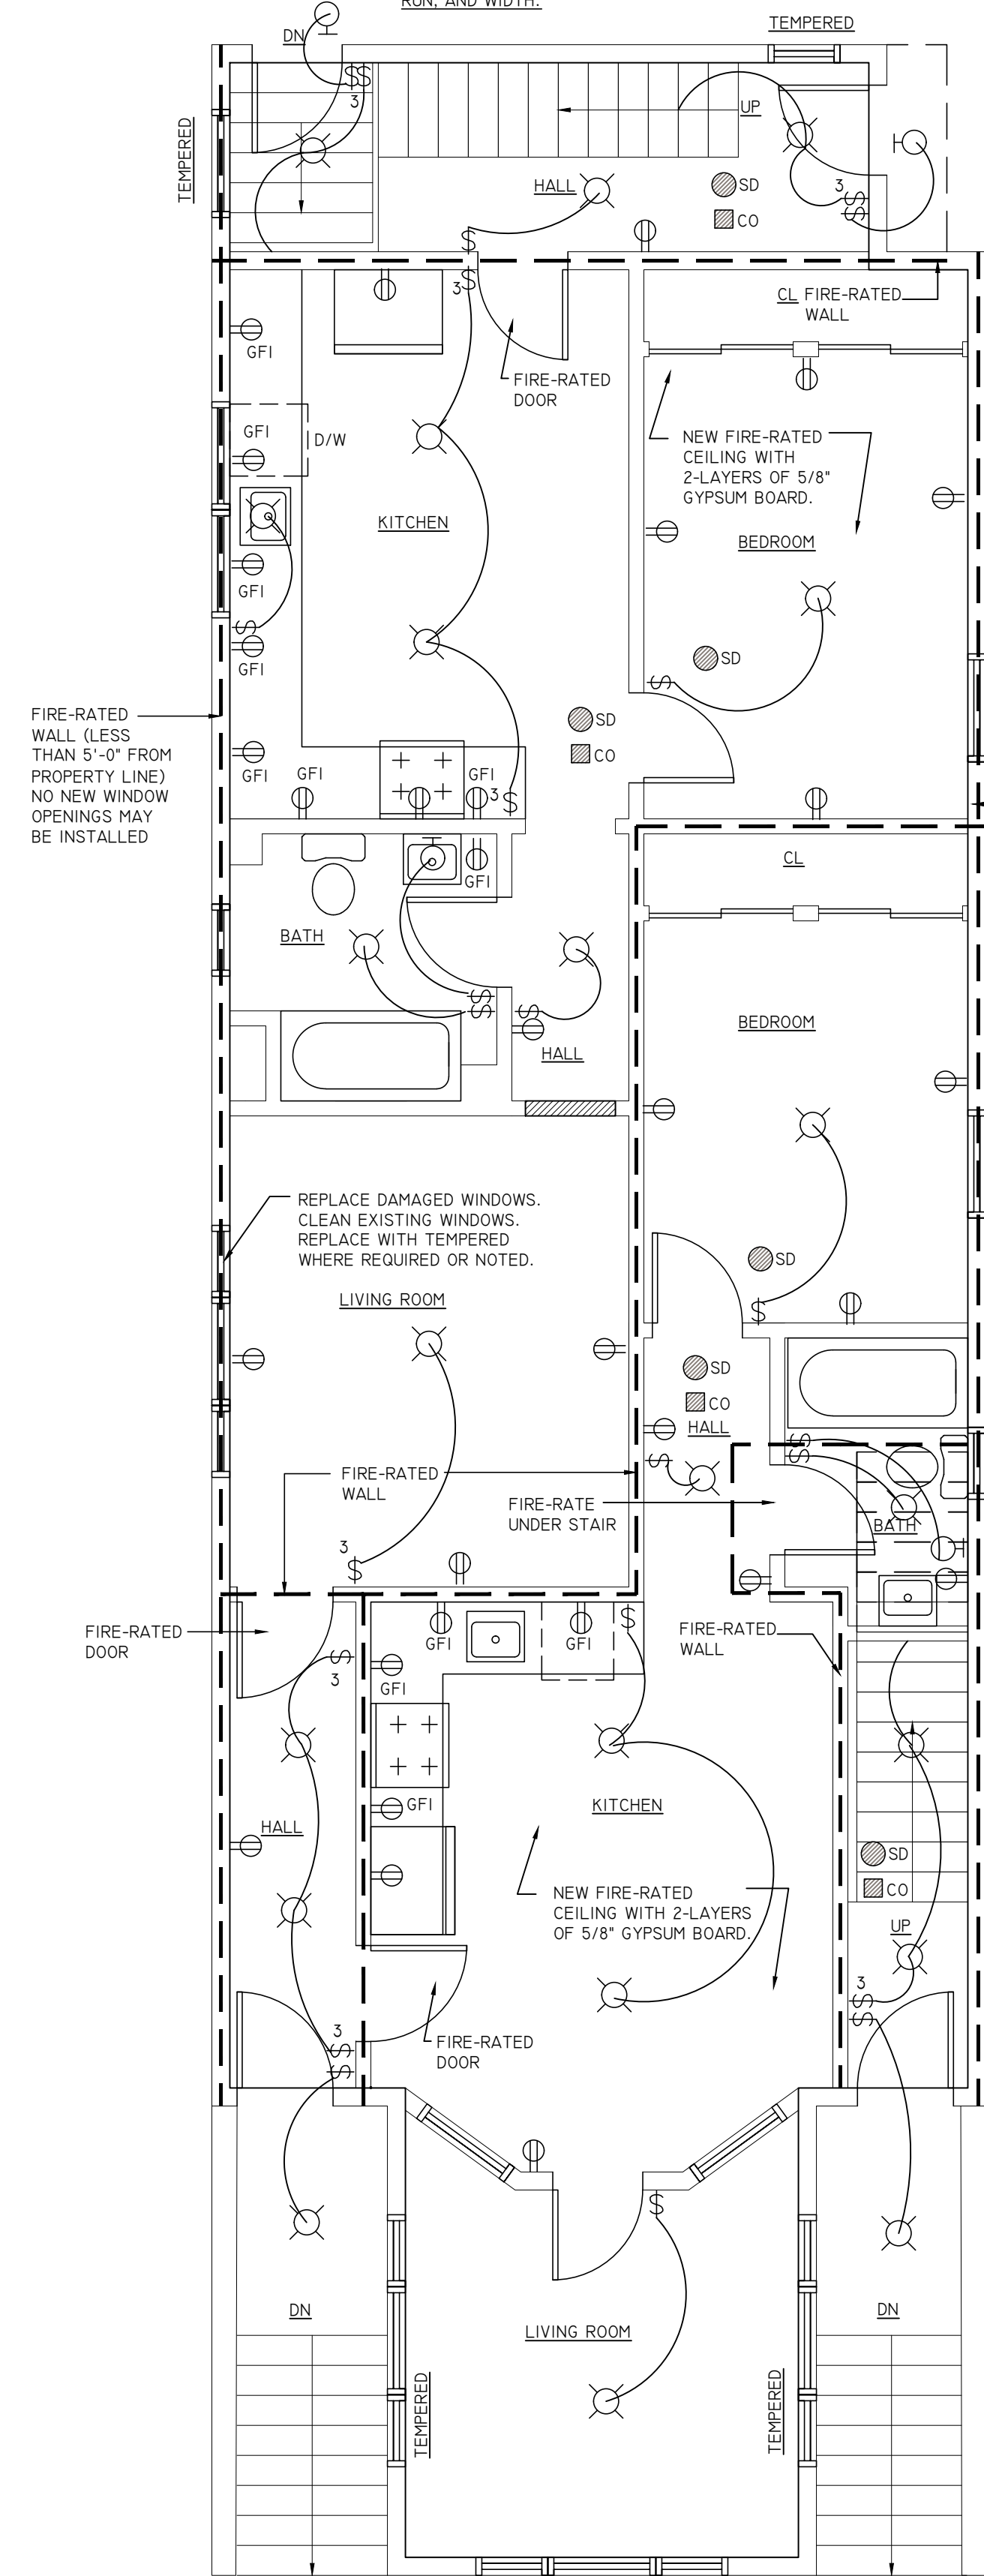 RUN, AND WIDTH.
TEMPERED
DN
3
TEMPERED
UP
HALL
SD
CO
3
3
CL
FIRE-RATED
WALL
GFI
FIRE-RATED
DOOR
GFI
D/W
NEW FIRE-RATED
CEILING WITH
2-LAYERS OF 5/8"
GYPSUM BOARD.
KITCHEN
BEDROOM
GFI
SD
GFI
FIRE-RATED
WALL (LESS
THAN 5'-0" FROM
PROPERTY LINE)
NO NEW WINDOW
OPENINGS MAY
BE INSTALLED
SD
CO
GFI
GFI
GFI
3
CL
GFI
BATH
BEDROOM
HALL
REPLACE DAMAGED WINDOWS.
CLEAN EXISTING WINDOWS.
REPLACE WITH TEMPERED
WHERE REQUIRED OR NOTED.
SD
LIVING ROOM
SD
CO
HALL
FIRE-RATED
WALL
FIRE-RATE
UNDER STAIR
BATH
3
FIRE-RATED
DOOR
GFI
GFI
FIRE-RATED
WALL
3
GFI
GFI
KITCHEN
HALL
SD
CO
NEW FIRE-RATED
CEILING WITH 2-LAYERS
OF 5/8" GYPSUM BOARD.
UP
3
3
FIRE-RATED
DOOR
DN
DN
LIVING ROOM
TEMPERED
TEMPERED